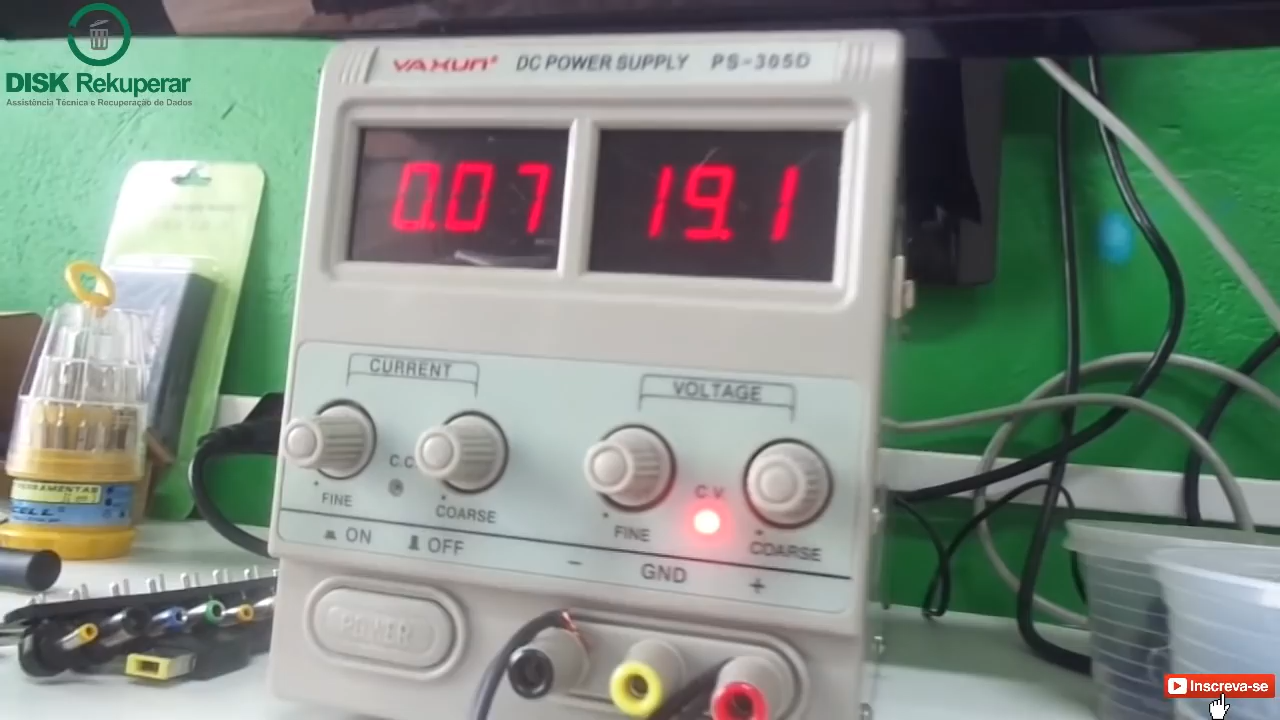 DISK Rekuperar
Assistência Técnica e Recuperação de Dados
YAXUN® DC POWER SUPPLY PS-305D
0.07 19.1
CURRENT
VOLTAGE
C.C
C.V
FINE
COARSE
FINE
COARSE
ON OFF
− GND +
POWER
Inscreva-se